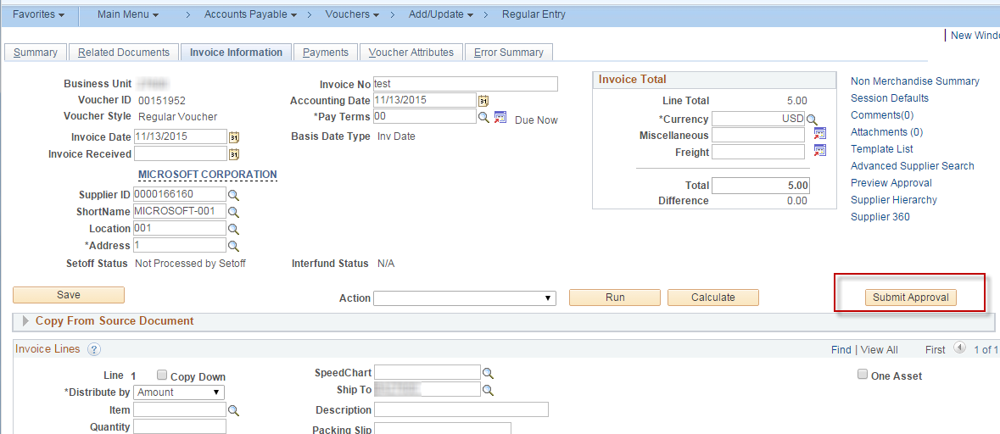 Favorites Main Menu > Accounts Payable > Vouchers > Add/Update > Regular Entry
New Windo
Summary Related Documents Invoice Information Payments Voucher Attributes Error Summary
Business Unit
Voucher ID 00151952
Voucher Style Regular Voucher
Invoice Date 11/13/2015
Invoice Received
MICROSOFT CORPORATION
Supplier ID 0000166160
ShortName MICROSOFT-001
Location 001
*Address 1
Setoff Status Not Processed by Setoff
Invoice No test
Accounting Date 11/13/2015
*Pay Terms 00 Due Now
Basis Date Type Inv Date
Interfund Status N/A
Invoice Total
Line Total 5.00
*Currency USD
Miscellaneous
Freight
Total 5.00
Difference 0.00
Non Merchandise Summary
Session Defaults
Comments(0)
Attachments (0)
Template List
Advanced Supplier Search
Preview Approval
Supplier Hierarchy
Supplier 360
Save Action Run Calculate Submit Approval
Copy From Source Document
Invoice Lines ? Find | View All First 1 of 1
Line 1 Copy Down
*Distribute by Amount
Item
Quantity
SpeedChart
Ship To
Description
Packing Slip
One Asset